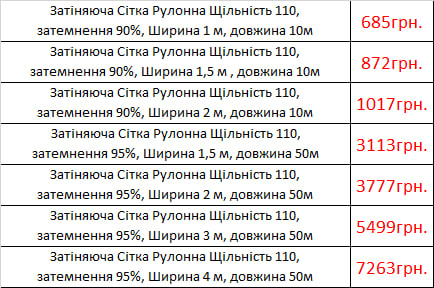 Затіняюча Сітка Рулонна Щільність 110,
затемнення 90%, Ширина 1 м, довжина 10м
685грн.
Затіняюча Сітка Рулонна Щільність 110,
затемнення 90%, Ширина 1,5 м , довжина 10м
872грн.
Затіняюча Сітка Рулонна Щільність 110,
затемнення 90%, Ширина 2 м, довжина 10м
1017грн.
Затіняюча Сітка Рулонна Щільність 110,
затемнення 95%, Ширина 1,5 м, довжина 50м
3113грн.
Затіняюча Сітка Рулонна Щільність 110,
затемнення 95%, Ширина 2 м, довжина 50м
3777грн.
Затіняюча Сітка Рулонна Щільність 110,
затемнення 95%, Ширина 3 м, довжина 50м
5499грн.
Затіняюча Сітка Рулонна Щільність 110,
затемнення 95%, Ширина 4 м, довжина 50м
7263грн.